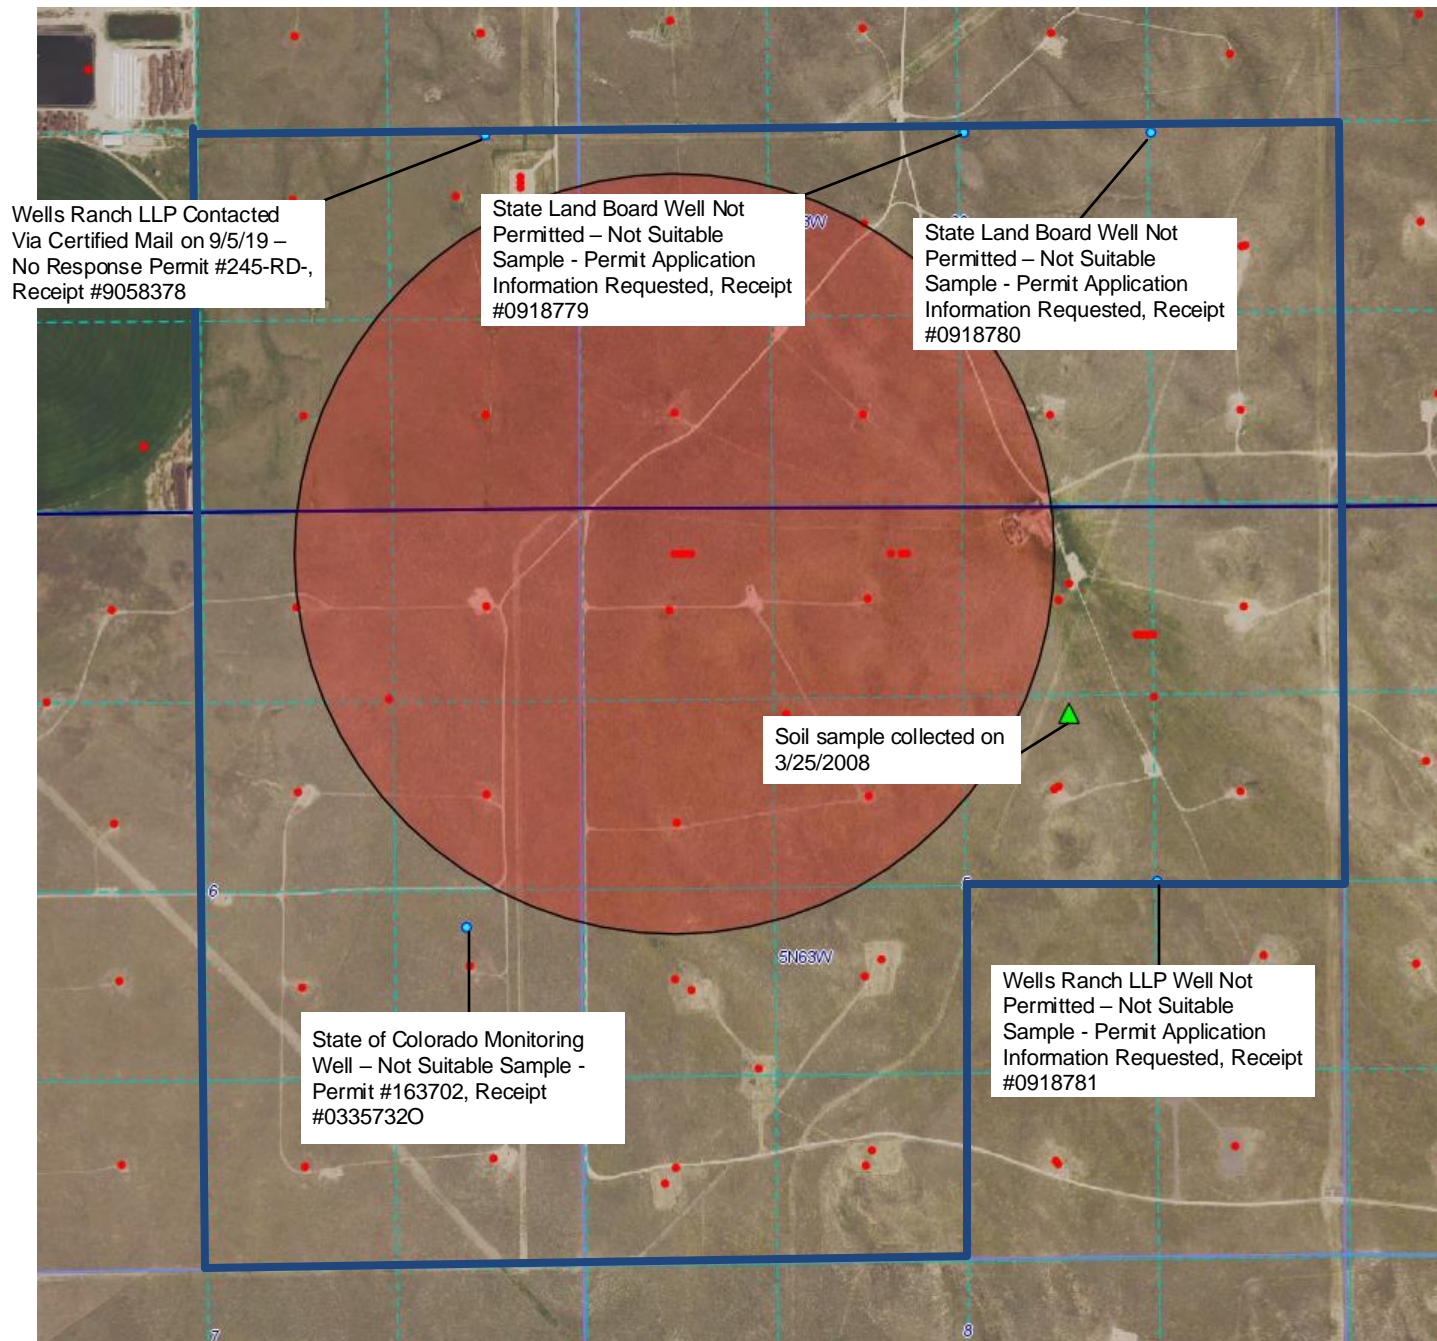 Wells Ranch LLP Contacted
Via Certified Mail on 9/5/19 –
No Response Permit #245-RD-,
Receipt #9058378
State Land Board Well Not
Permitted – Not Suitable
Sample - Permit Application
Information Requested, Receipt
#0918779
State Land Board Well Not
Permitted – Not Suitable
Sample - Permit Application
Information Requested, Receipt
#0918780
Soil sample collected on
3/25/2008
6
5
5N63W
State of Colorado Monitoring
Well – Not Suitable Sample -
Permit #163702, Receipt
#0335732O
Wells Ranch LLP Well Not
Permitted – Not Suitable
Sample - Permit Application
Information Requested, Receipt
#0918781
7
8